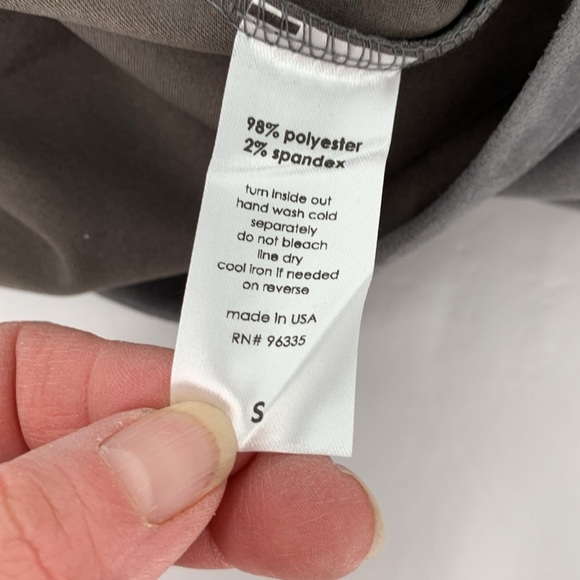 98% polyester
2% spandex
turn inside out
hand wash cold
separately
do not bleach
line dry
cool iron if needed
on reverse
made in USA
RN# 96335
S